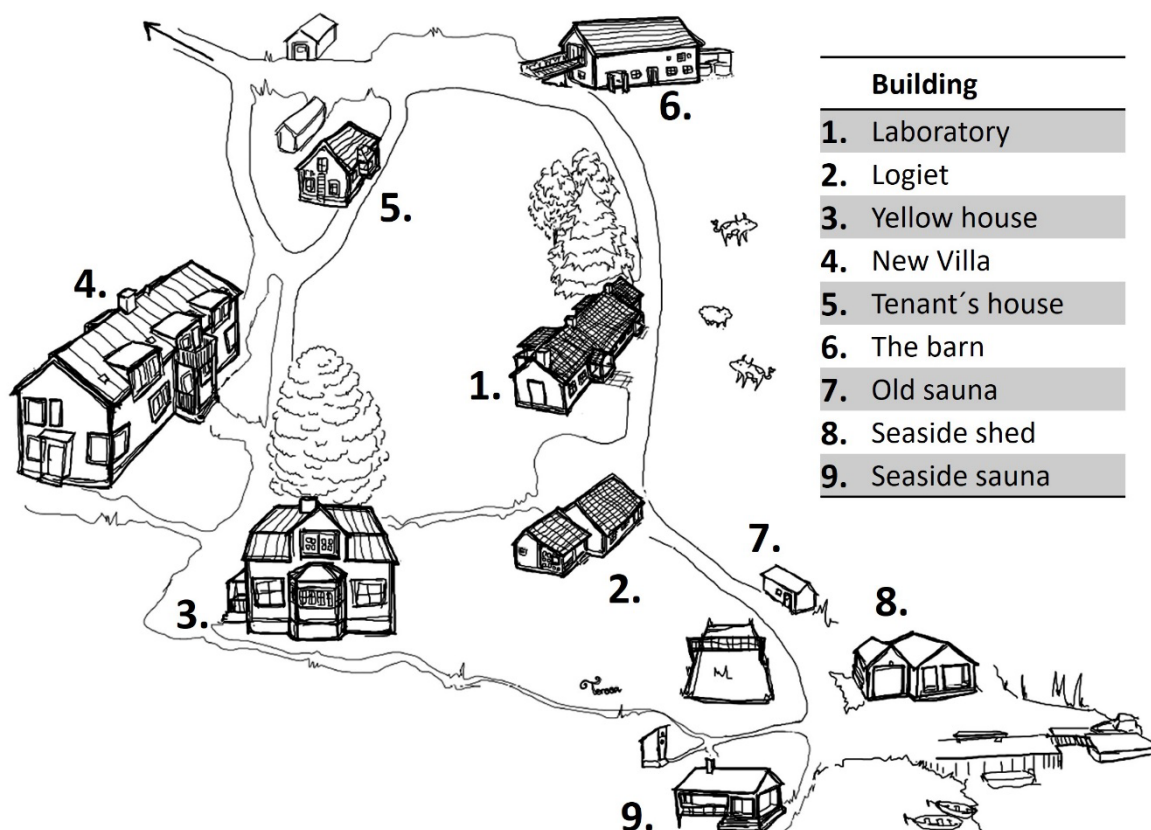 6.
5.
4.
1.
7.
2.
8.
3.
9.
Building
1. Laboratory
2. Logiet
3. Yellow house
4. New Villa
5. Tenant´s house
6. The barn
7. Old sauna
8. Seaside shed
9. Seaside sauna